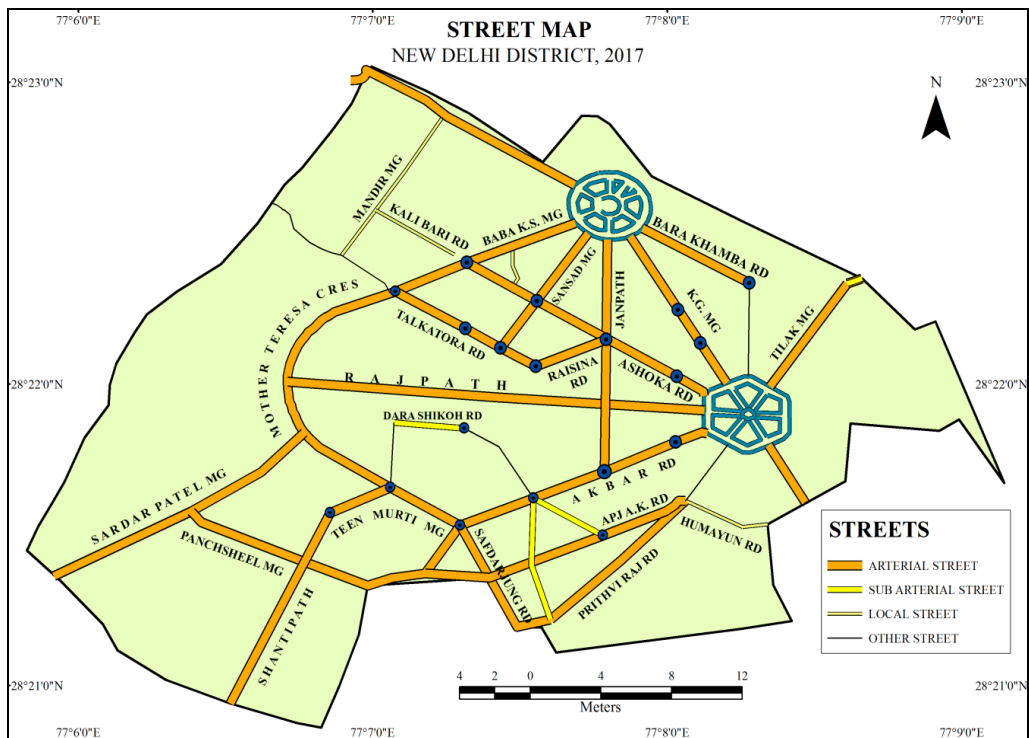 77°6'0"E
77°7'0"E
77°8'0"E
77°9'0"E
STREET MAP
NEW DELHI DISTRICT, 2017
28°23'0"N
28°23'0"N
N
MANDIR MG
KALI BARI RD
BABA K.S. MG
BARA KHAMBA RD
SANSAD MG
JANPATH
K.G. MG
TILAK MG
MOTHER TERESA CRES
TALKATORA RD
RAISINA
RD
ASHOKA RD
28°22'0"N
28°22'0"N
RAJPATH
DARA SHIKOH RD
AKBAR RD
SARDAR PATEL MG
TEEN MURTI MG
APJ A.K. RD
HUMAYUN RD
PANCHSHEEL MG
SAFDARJUNG RD
PRITHVI RAJ RD
SHANTIPATH
STREETS
ARTERIAL STREET
SUB ARTERIAL STREET
LOCAL STREET
OTHER STREET
28°21'0"N
28°21'0"N
4 2 0 4 8 12
Meters
77°6'0"E
77°7'0"E
77°8'0"E
77°9'0"E